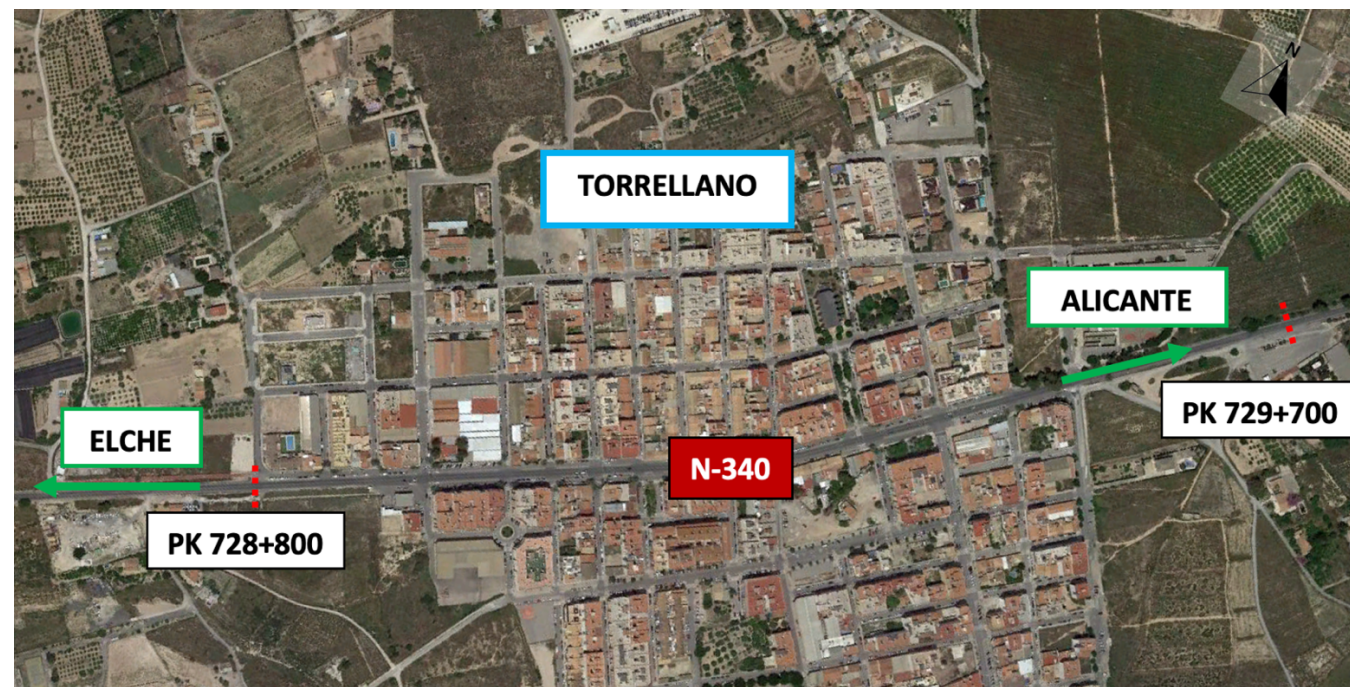 N
TORRELLANO
ALICANTE
PK 729+700
ELCHE
N-340
PK 728+800